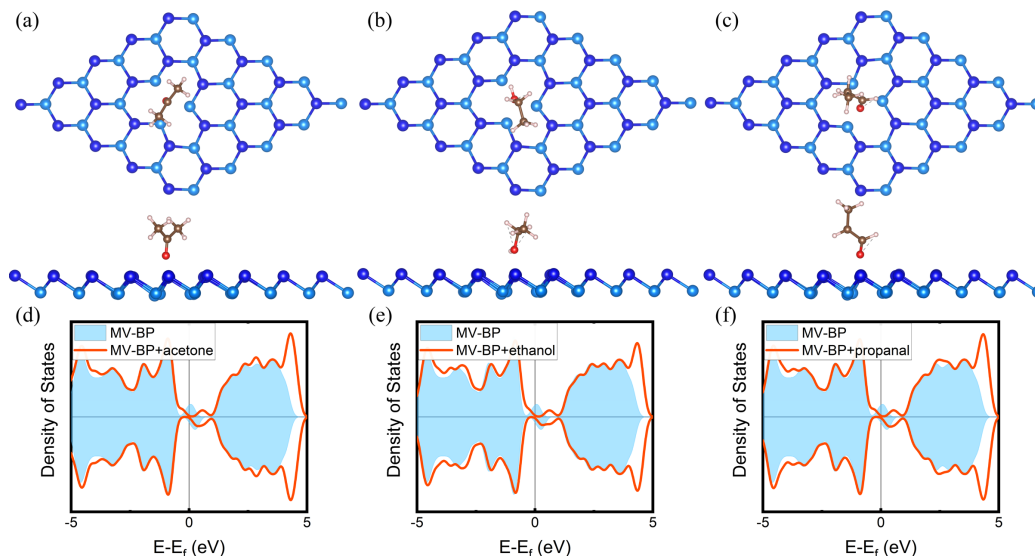 (a)
(b)
(c)
(d)
MV-BP
MV-BP+acetone
Density of States
-5
0
5
E-E_f (eV)
(e)
MV-BP
MV-BP+ethanol
Density of States
-5
0
5
E-E_f (eV)
(f)
MV-BP
MV-BP+propanal
Density of States
-5
0
5
E-E_f (eV)